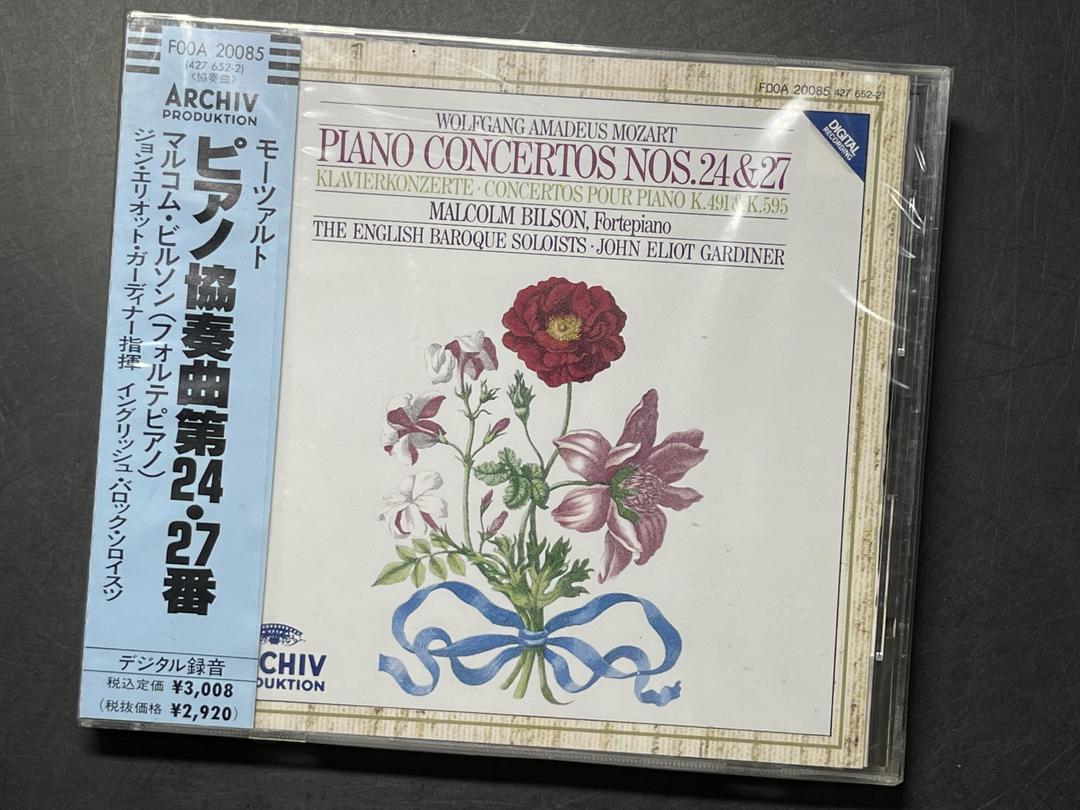 F00A 20085
(427 652-2)
〈協奏曲〉
ARCHIV
PRODUKTION
モーツァルト
ピアノ協奏曲第24・27番
マルコム・ビルソン(フォルテピアノ)
ジョン・エリオット・ガーディナー指揮 イングリッシュ・バロック・ソロイスツ
デジタル録音
税込定価 ¥3,008
(税抜価格 ¥2,920)
F00A 20085 427 652-2
DIGITAL
RECORDING
WOLFGANG AMADEUS MOZART
PIANO CONCERTOS NOS. 24 & 27
KLAVIERKONZERTE · CONCERTOS POUR PIANO K. 491 & K. 595
MALCOLM BILSON, Fortepiano
THE ENGLISH BAROQUE SOLOISTS · JOHN ELIOT GARDINER
CHIV
DUKTION